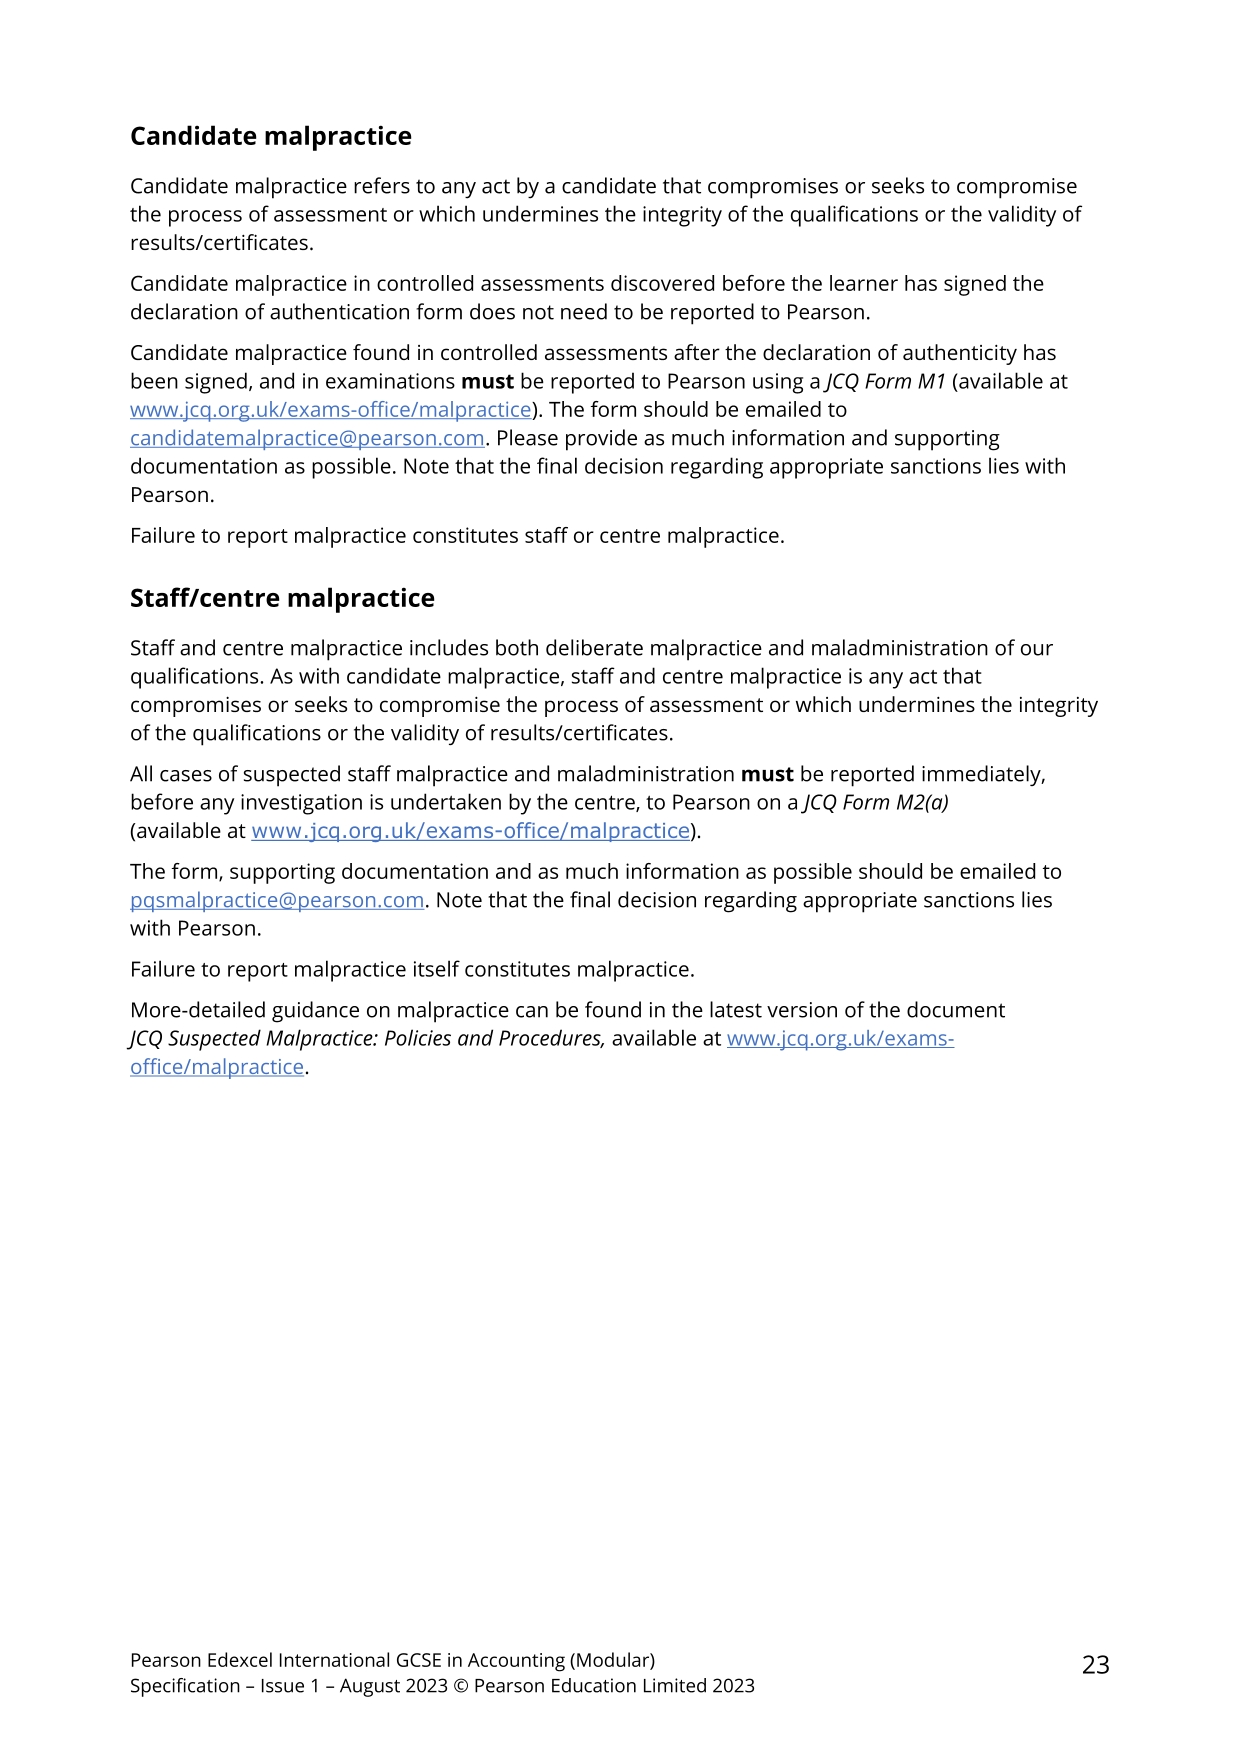 Candidate malpractice
Candidate malpractice refers to any act by a candidate that compromises or seeks to compromise
the process of assessment or which undermines the integrity of the qualifications or the validity of
results/certificates.
Candidate malpractice in controlled assessments discovered before the learner has signed the
declaration of authentication form does not need to be reported to Pearson.
Candidate malpractice found in controlled assessments after the declaration of authenticity has
been signed, and in examinations must be reported to Pearson using a JCQ Form M1 (available at
www.jcq.org.uk/exams-office/malpractice). The form should be emailed to
candidatemalpractice@pearson.com. Please provide as much information and supporting
documentation as possible. Note that the final decision regarding appropriate sanctions lies with
Pearson.
Failure to report malpractice constitutes staff or centre malpractice.
Staff/centre malpractice
Staff and centre malpractice includes both deliberate malpractice and maladministration of our
qualifications. As with candidate malpractice, staff and centre malpractice is any act that
compromises or seeks to compromise the process of assessment or which undermines the integrity
of the qualifications or the validity of results/certificates.
All cases of suspected staff malpractice and maladministration must be reported immediately,
before any investigation is undertaken by the centre, to Pearson on a JCQ Form M2(a)
(available at www.jcq.org.uk/exams-office/malpractice).
The form, supporting documentation and as much information as possible should be emailed to
pqsmalpractice@pearson.com. Note that the final decision regarding appropriate sanctions lies
with Pearson.
Failure to report malpractice itself constitutes malpractice.
More-detailed guidance on malpractice can be found in the latest version of the document
JCQ Suspected Malpractice: Policies and Procedures, available at www.jcq.org.uk/exams-
office/malpractice.
Pearson Edexcel International GCSE in Accounting (Modular)
Specification – Issue 1 – August 2023 © Pearson Education Limited 2023
23